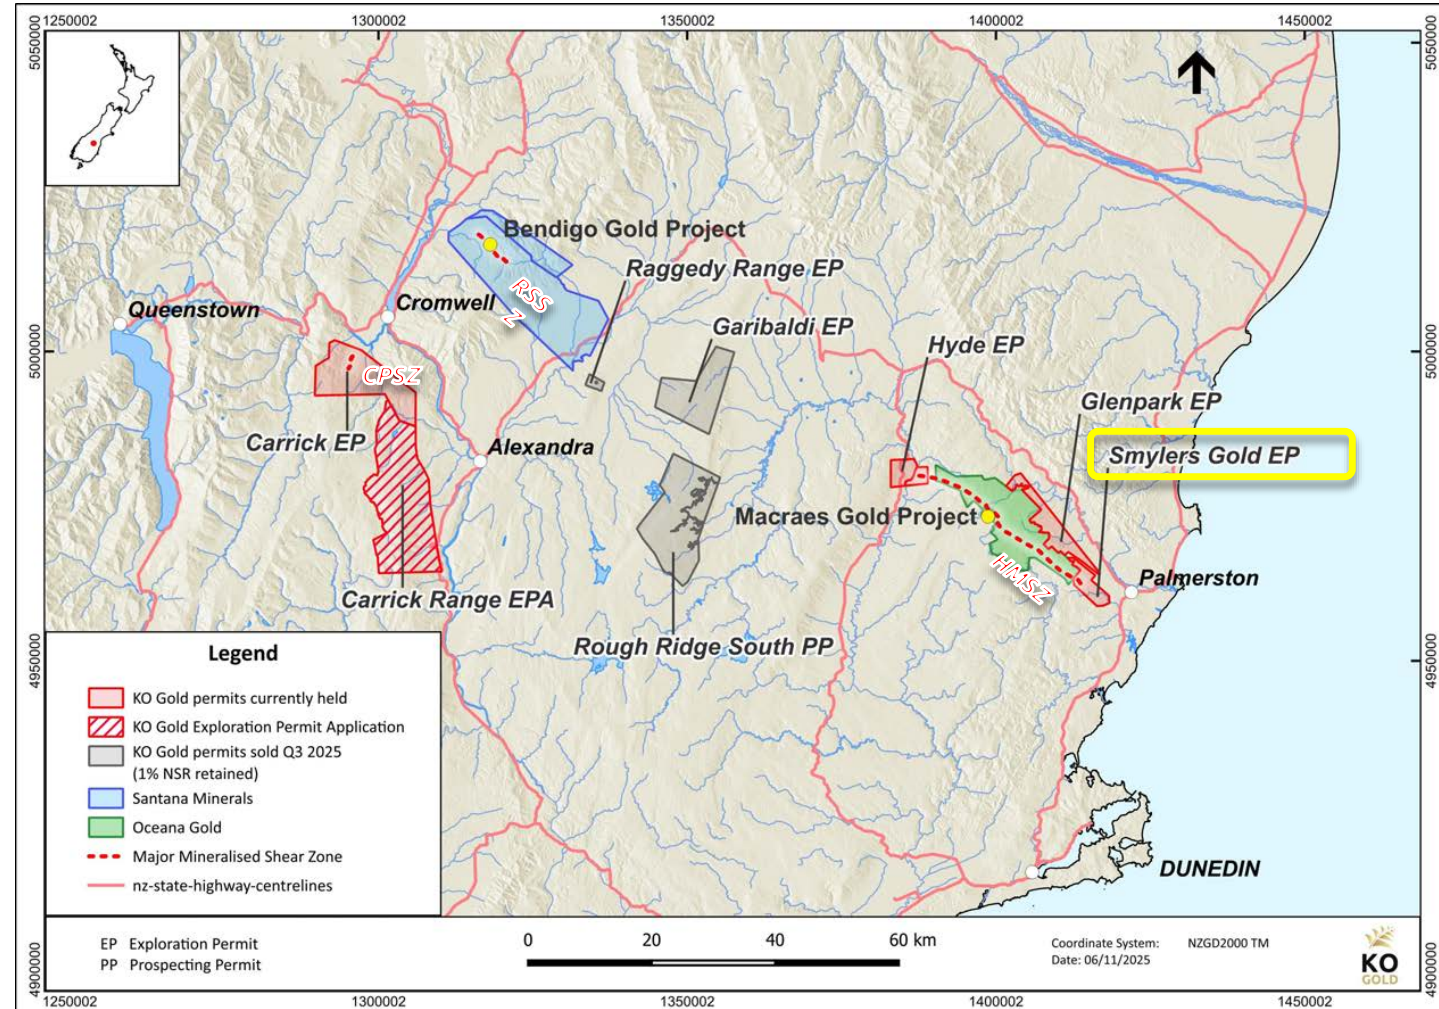 1250002
1300002
1350002
1400002
1450002
5050000
5050000
Bendigo Gold Project
Raggedy Range EP
RSS
Z
Queenstown
Cromwell
Garibaldi EP
Hyde EP
5000000
5000000
CPSZ
Glenpark EP
Carrick EP
Alexandra
Smylers Gold EP
Macraes Gold Project
HMSZ
Palmerston
Carrick Range EPA
Rough Ridge South PP
4950000
4950000
Legend
KO Gold permits currently held
KO Gold Exploration Permit Application
KO Gold permits sold Q3 2025
(1% NSR retained)
Santana Minerals
Oceana Gold
Major Mineralised Shear Zone
nz-state-highway-centrelines
DUNEDIN
EP Exploration Permit
PP Prospecting Permit
0 20 40 60 km
Coordinate System: NZGD2000 TM
Date: 06/11/2025
KO
GOLD
4900000
4900000
1250002
1300002
1350002
1400002
1450002